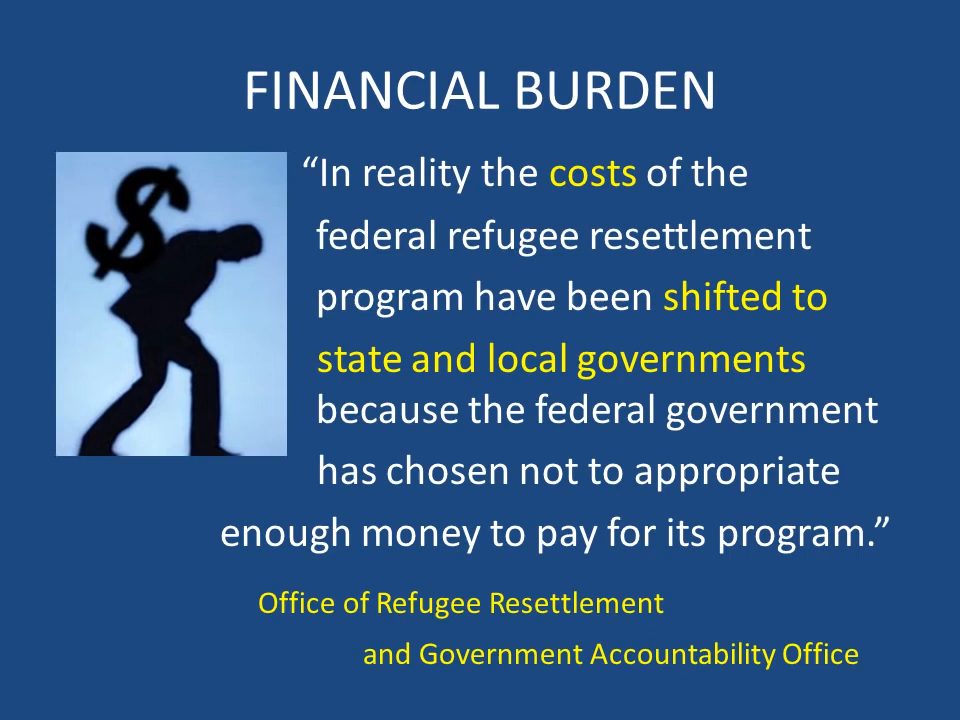 FINANCIAL BURDEN
“In reality the costs of the
federal refugee resettlement
program have been shifted to
state and local governments
because the federal government
has chosen not to appropriate
enough money to pay for its program.”
Office of Refugee Resettlement
and Government Accountability Office